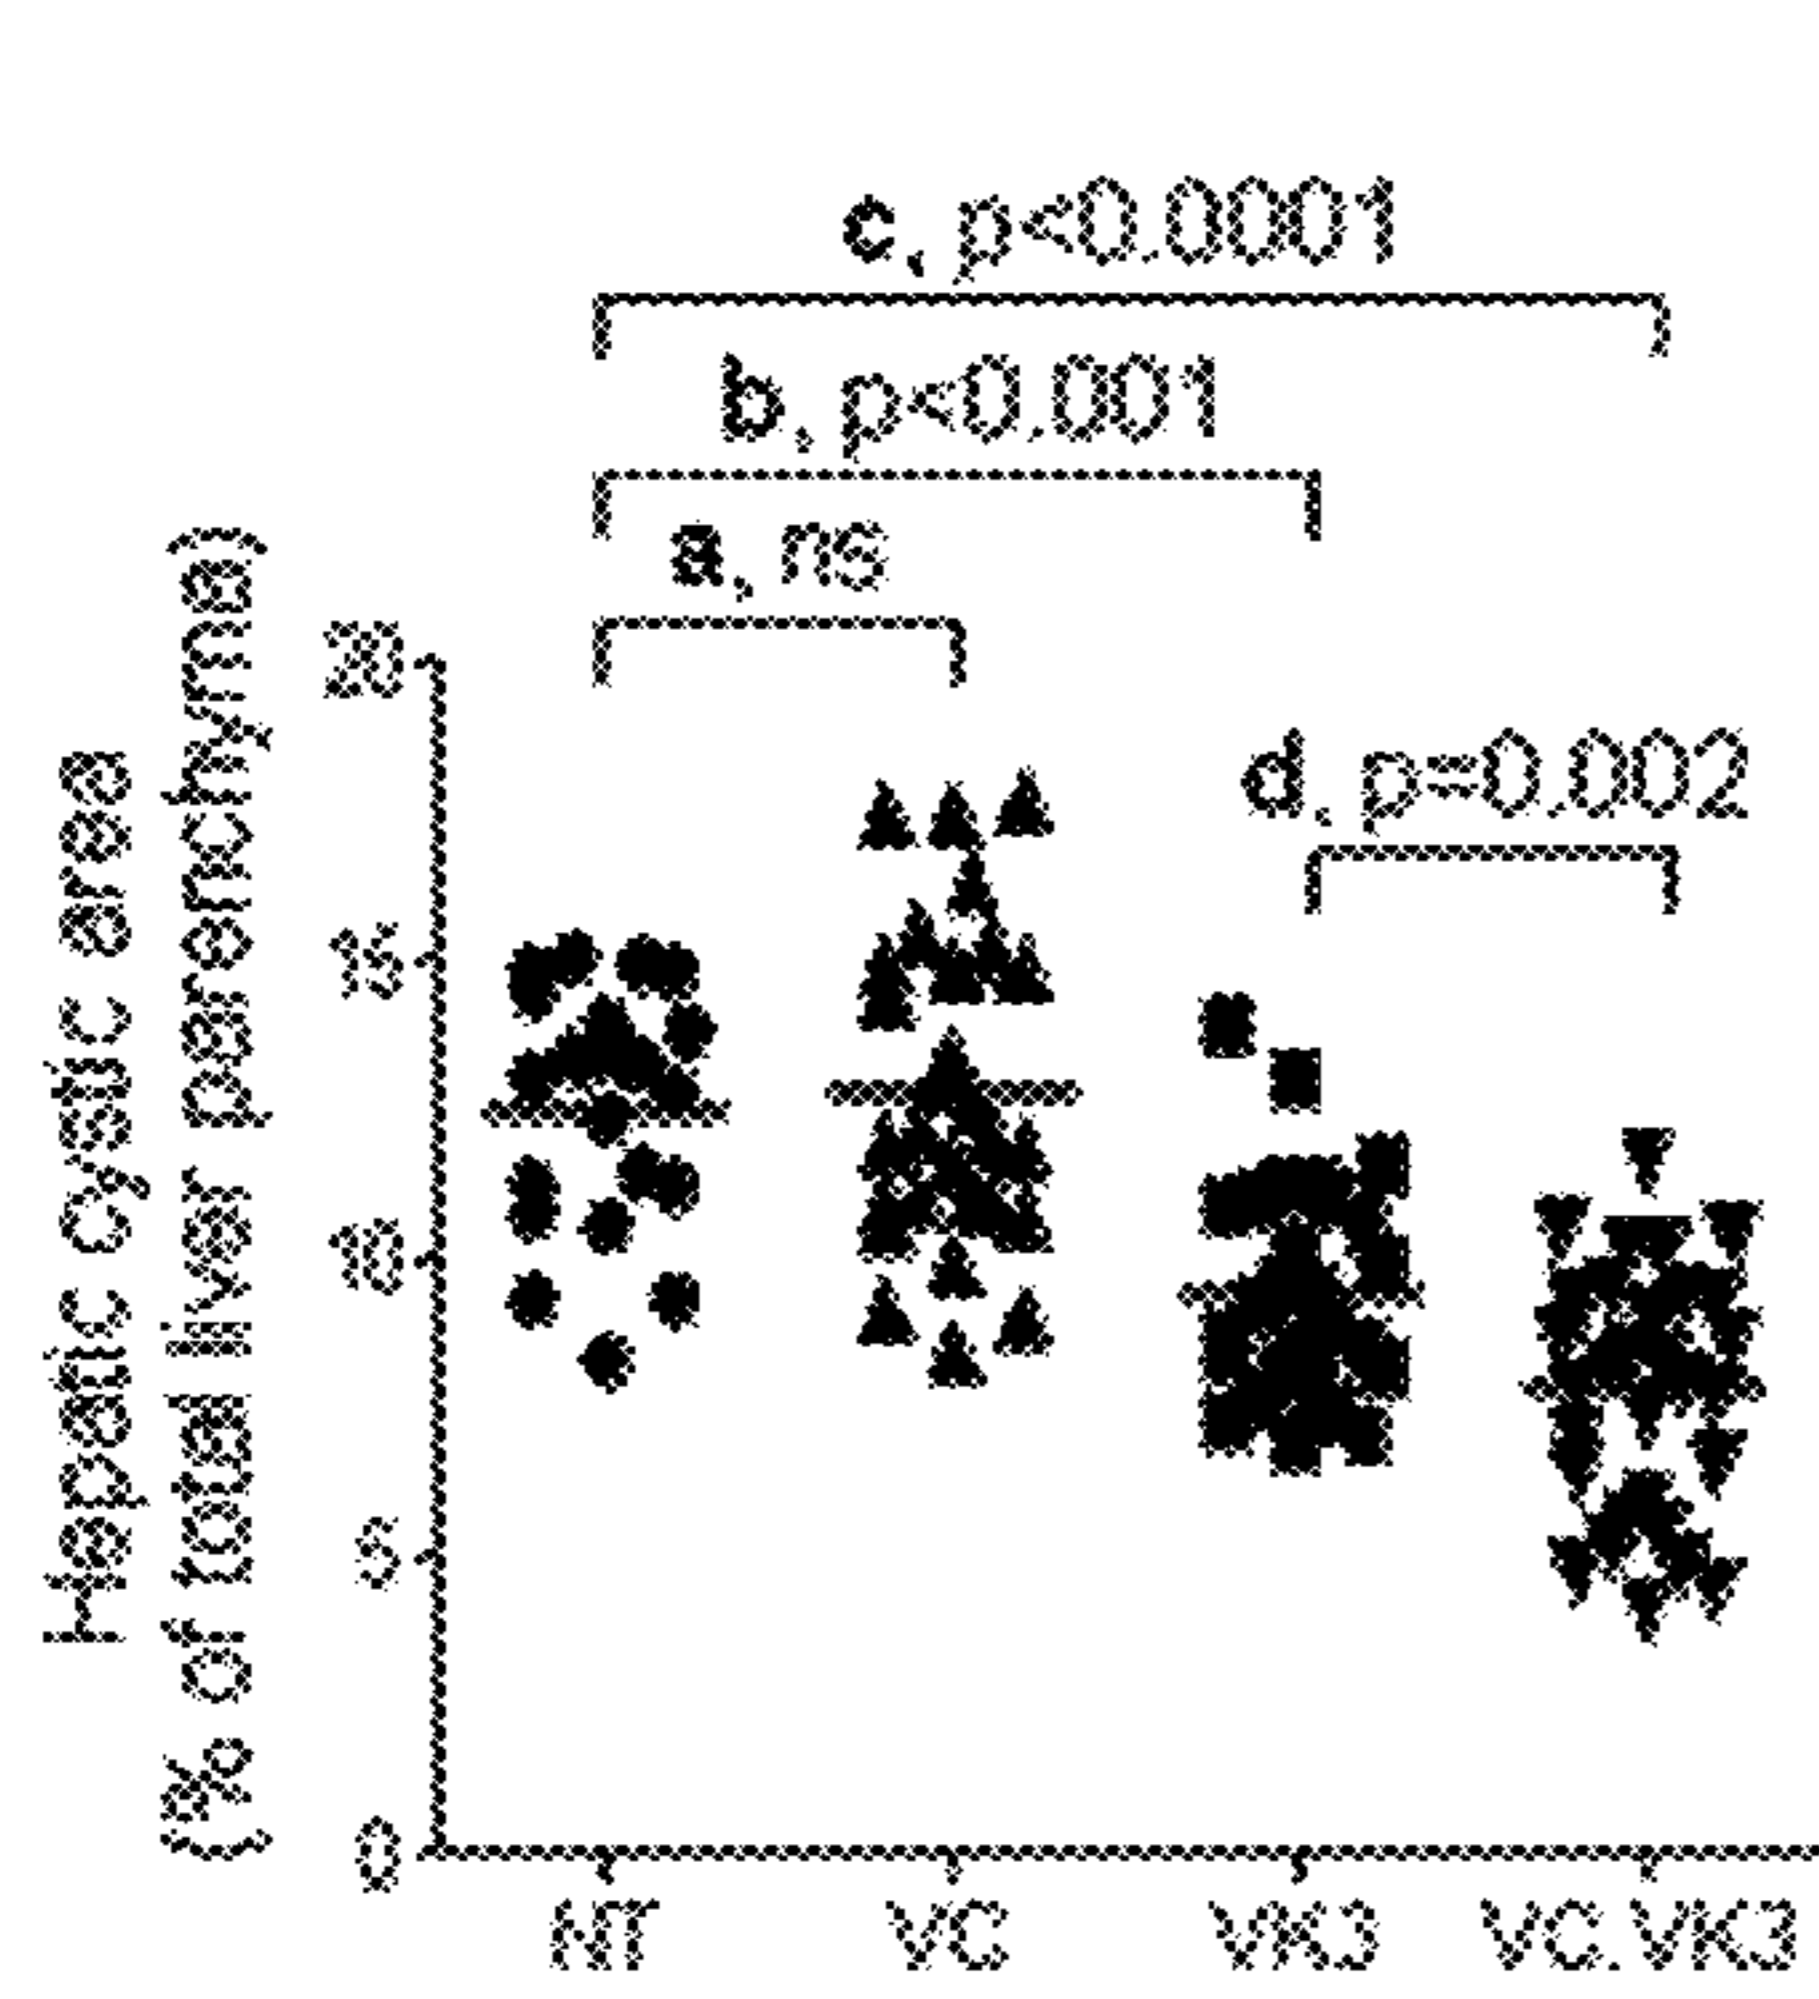 c, p<0.0001
b, p<0.001
a, ns
d, p=0.002
Hepatic cystic area
(% of total liver parenchyma)
20
15
10
5
0
NT
VC
VK3
VC.VK3